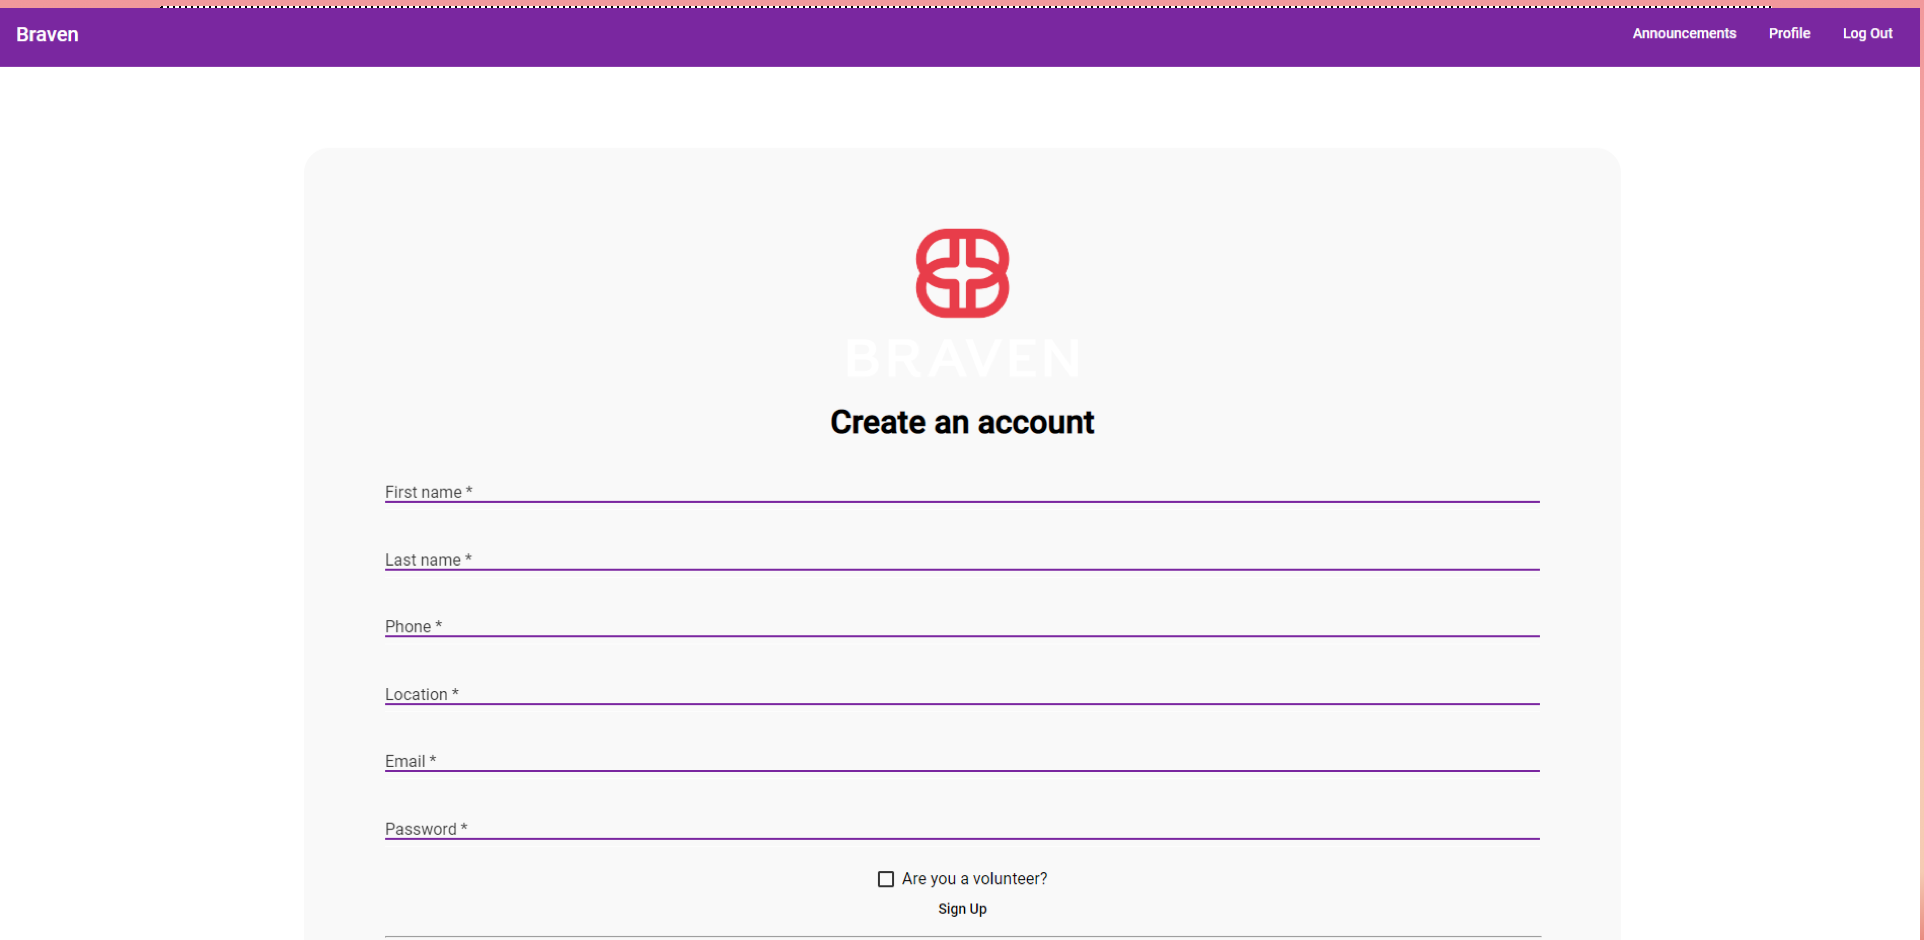 Braven
Announcements Profile Log Out
BRAVEN
Create an account
First name *
Last name *
Phone *
Location *
Email *
Password *
Are you a volunteer?
Sign Up